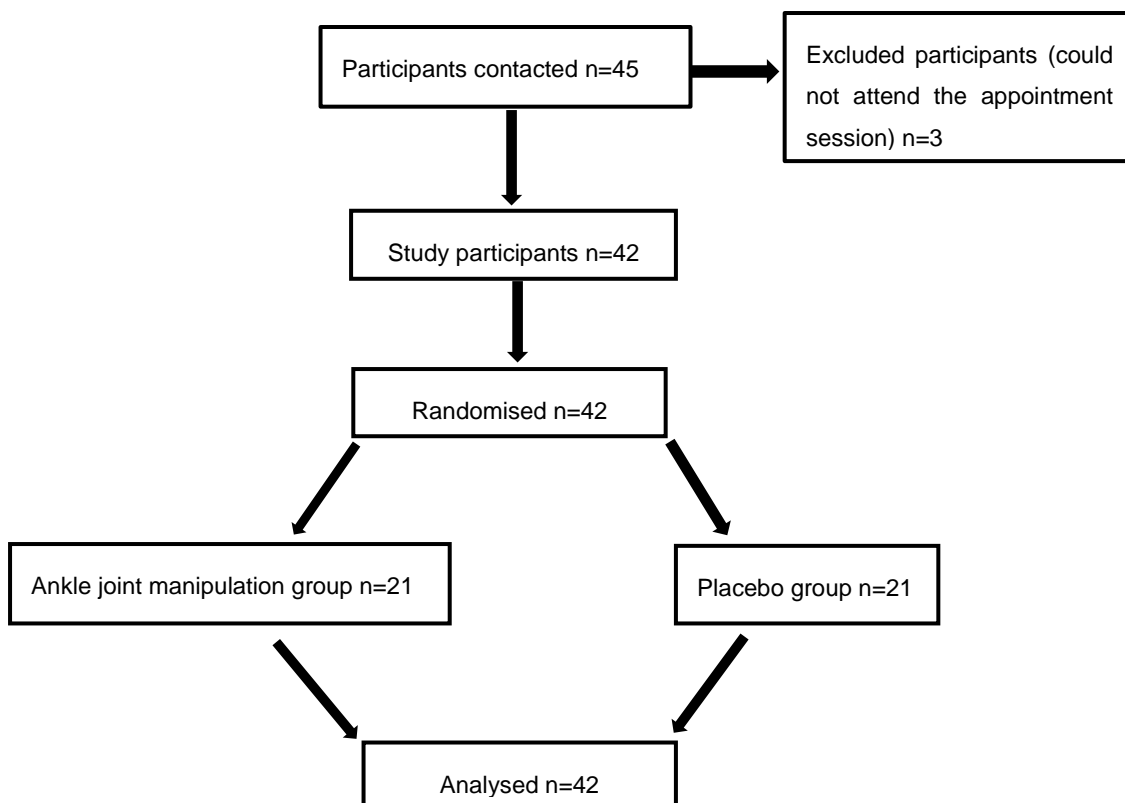 Participants contacted n=45
Excluded participants (could
not attend the appointment
session) n=3
Study participants n=42
Randomised n=42
Ankle joint manipulation group n=21
Placebo group n=21
Analysed n=42